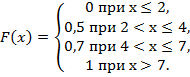 F(x) = {
0 при x ≤ 2,
0,5 при 2 < x ≤ 4,
0,7 при 4 < x ≤ 7,
1 при x > 7.